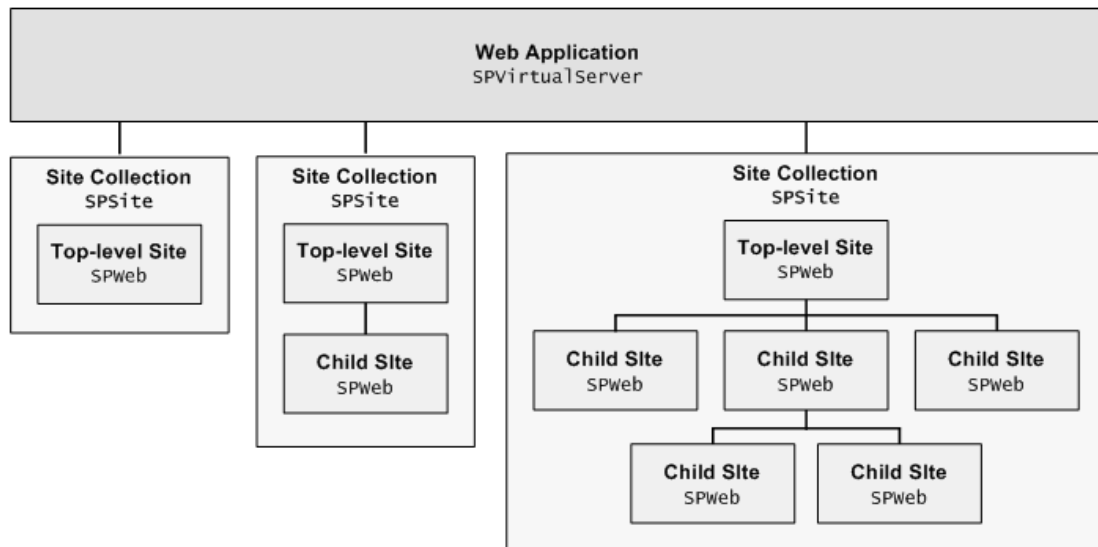 Web Application
SPVirtualServer
Site Collection
SPSite
Top-level Site
SPWeb
Site Collection
SPSite
Top-level Site
SPWeb
Child SIte
SPWeb
Site Collection
SPSite
Top-level Site
SPWeb
Child SIte
SPWeb
Child SIte
SPWeb
Child SIte
SPWeb
Child SIte
SPWeb
Child SIte
SPWeb